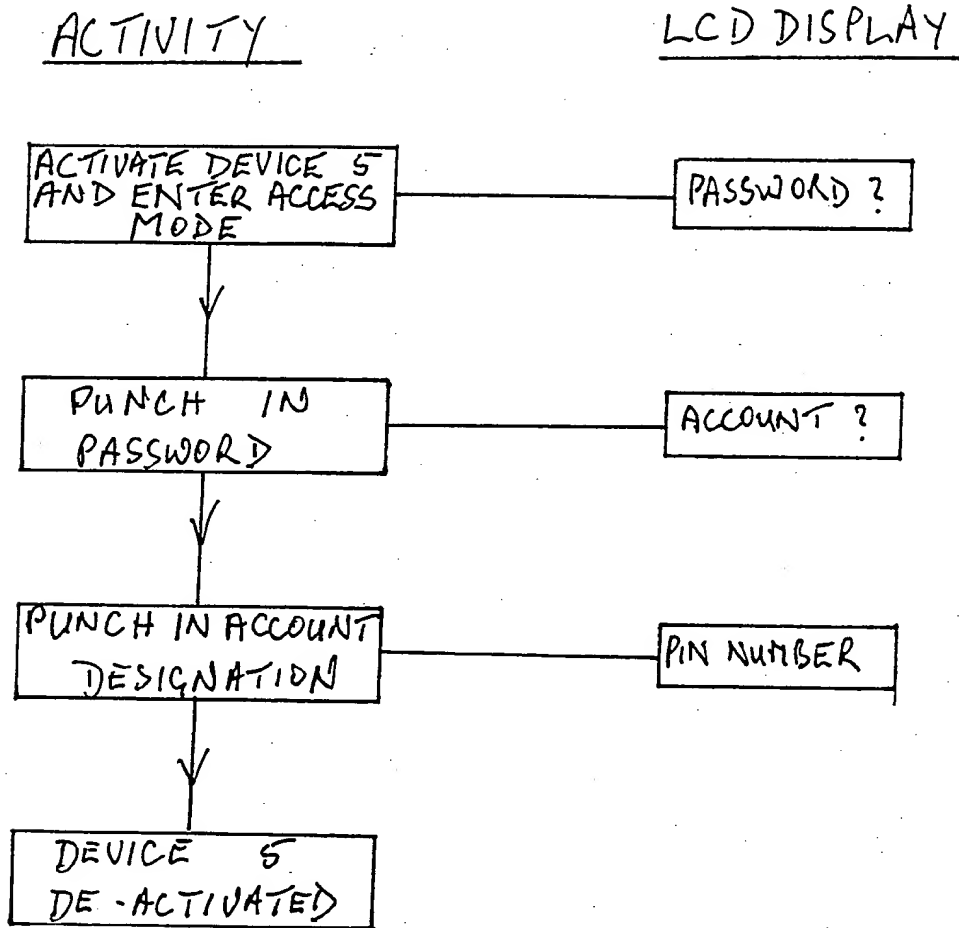 ACTIVITY
LCD DISPLAY
ACTIVATE DEVICE 5
AND ENTER ACCESS
MODE
PASSWORD ?
PUNCH IN
PASSWORD
ACCOUNT ?
PUNCH IN ACCOUNT
DESIGNATION
PIN NUMBER
DEVICE 5
DE-ACTIVATED